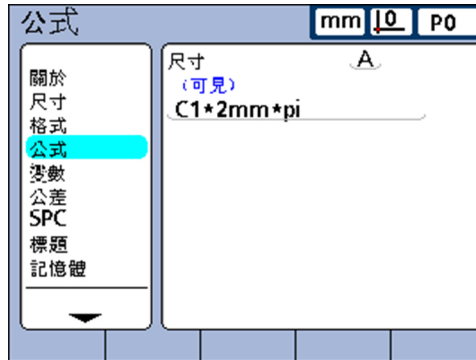 公式
mm 0 P0
關於
尺寸
格式
公式
變數
公差
SPC
標題
記憶體
尺寸 A
(可見)
C1*2mm*pi